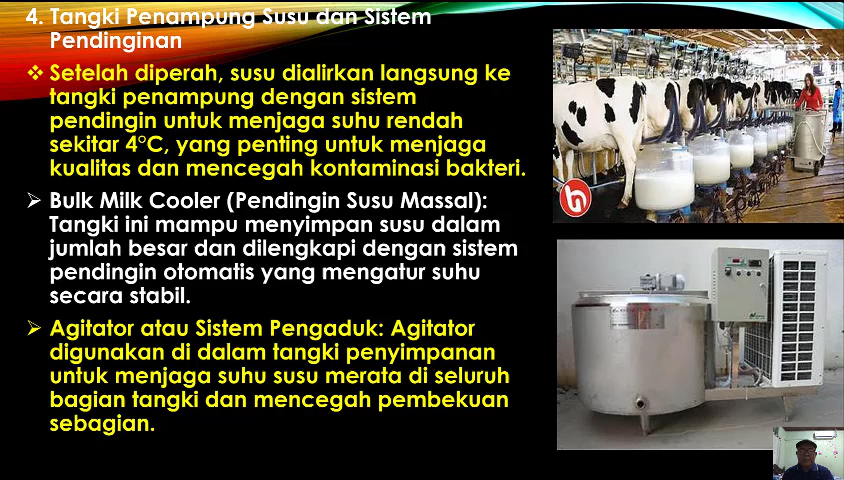 4. Tangki Penampung Susu dan Sistem
Pendinginan
❖ Setelah diperah, susu dialirkan langsung ke
tangki penampung dengan sistem
pendingin untuk menjaga suhu rendah
sekitar 4°C, yang penting untuk menjaga
kualitas dan mencegah kontaminasi bakteri.
➢ Bulk Milk Cooler (Pendingin Susu Massal):
Tangki ini mampu menyimpan susu dalam
jumlah besar dan dilengkapi dengan sistem
pendingin otomatis yang mengatur suhu
secara stabil.
➢ Agitator atau Sistem Pengaduk: Agitator
digunakan di dalam tangki penyimpanan
untuk menjaga suhu susu merata di seluruh
bagian tangki dan mencegah pembekuan
sebagian.